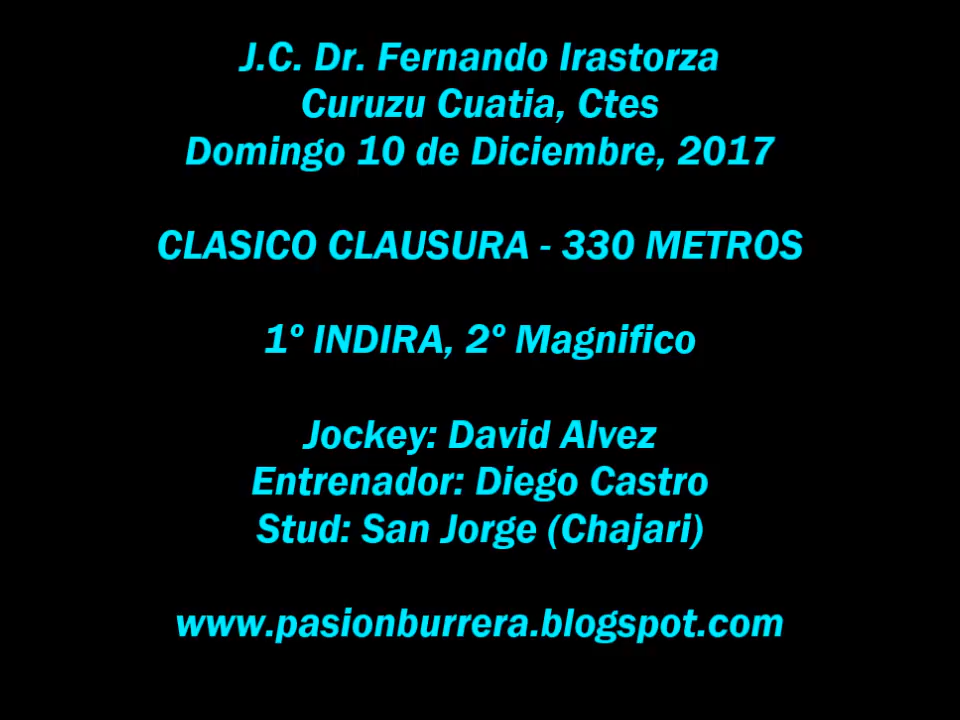 J.C. Dr. Fernando Irastorza
Curuzu Cuatia, Ctes
Domingo 10 de Diciembre, 2017
CLASICO CLAUSURA - 330 METROS
1º INDIRA, 2º Magnifico
Jockey: David Alvez
Entrenador: Diego Castro
Stud: San Jorge (Chajari)
www.pasionburrera.blogspot.com